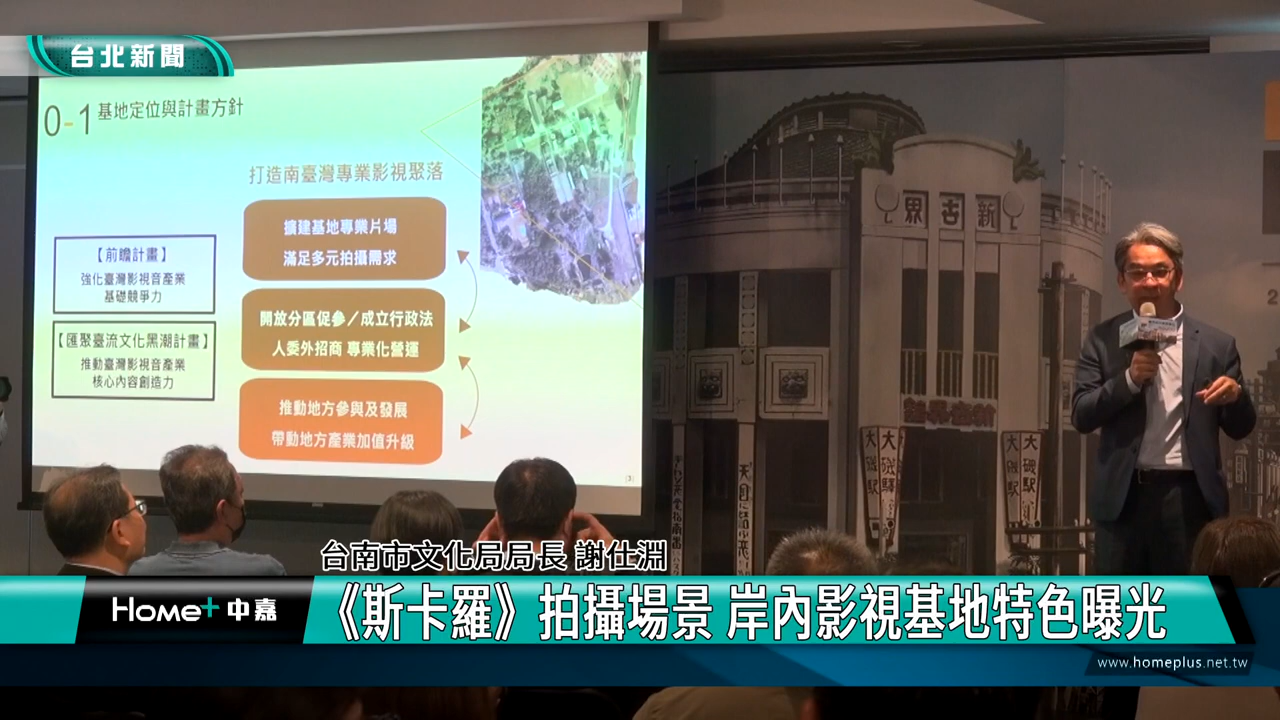 台北新聞
0-1 基地定位與計畫方針
打造南臺灣專業影視聚落
擴建基地專業片場
滿足多元拍攝需求
開放分區促參／成立行政法
人委外招商 專業化營運
推動地方參與及發展
帶動地方產業加值升級
【前瞻計畫】
強化臺灣影視音產業
基礎競爭力
【匯聚臺流文化黑潮計畫】
推動臺灣影視音產業
核心內容創造力
界古新
大磯駅
大磯駅
台南市文化局局長 謝仕淵
Home+中嘉
《斯卡羅》拍攝場景 岸內影視基地特色曝光
www.homeplus.net.tw